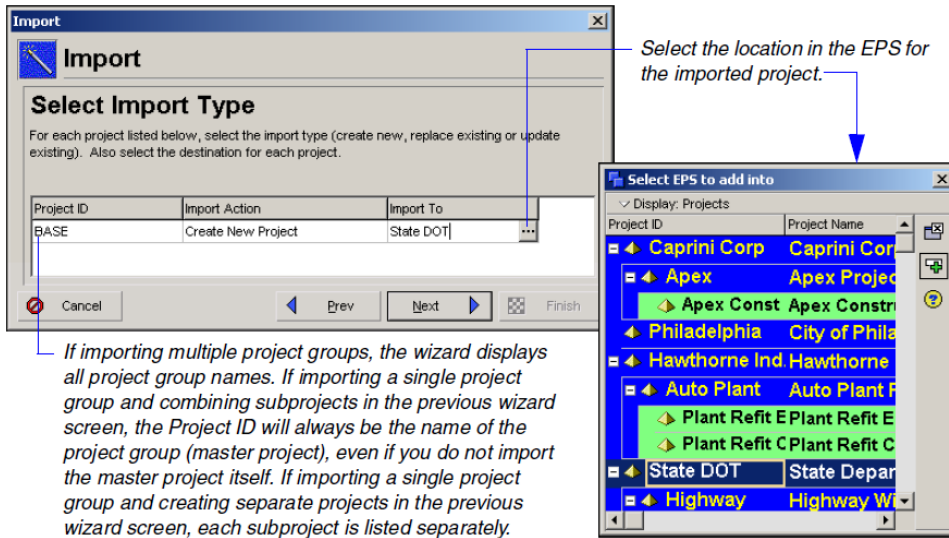 Import
Import
Select Import Type
For each project listed below, select the import type (create new, replace existing or update
existing). Also select the destination for each project.
Project ID Import Action Import To
BASE Create New Project State DOT ...
Cancel Prev Next Finish
Select the location in the EPS for
the imported project.
Select EPS to add into
Display: Projects
Project ID Project Name
Caprini Corp Caprini Cor
Apex Apex Projec
Apex Const Apex Constr
Philadelphia City of Phila
Hawthorne Ind. Hawthorne
Auto Plant Auto Plant
Plant Refit E Plant Refit E
Plant Refit C Plant Refit C
State DOT State Depar
Highway Highway Wi
If importing multiple project groups, the wizard displays
all project group names. If importing a single project
group and combining subprojects in the previous wizard
screen, the Project ID will always be the name of the
project group (master project), even if you do not import
the master project itself. If importing a single project
group and creating separate projects in the previous
wizard screen, each subproject is listed separately.